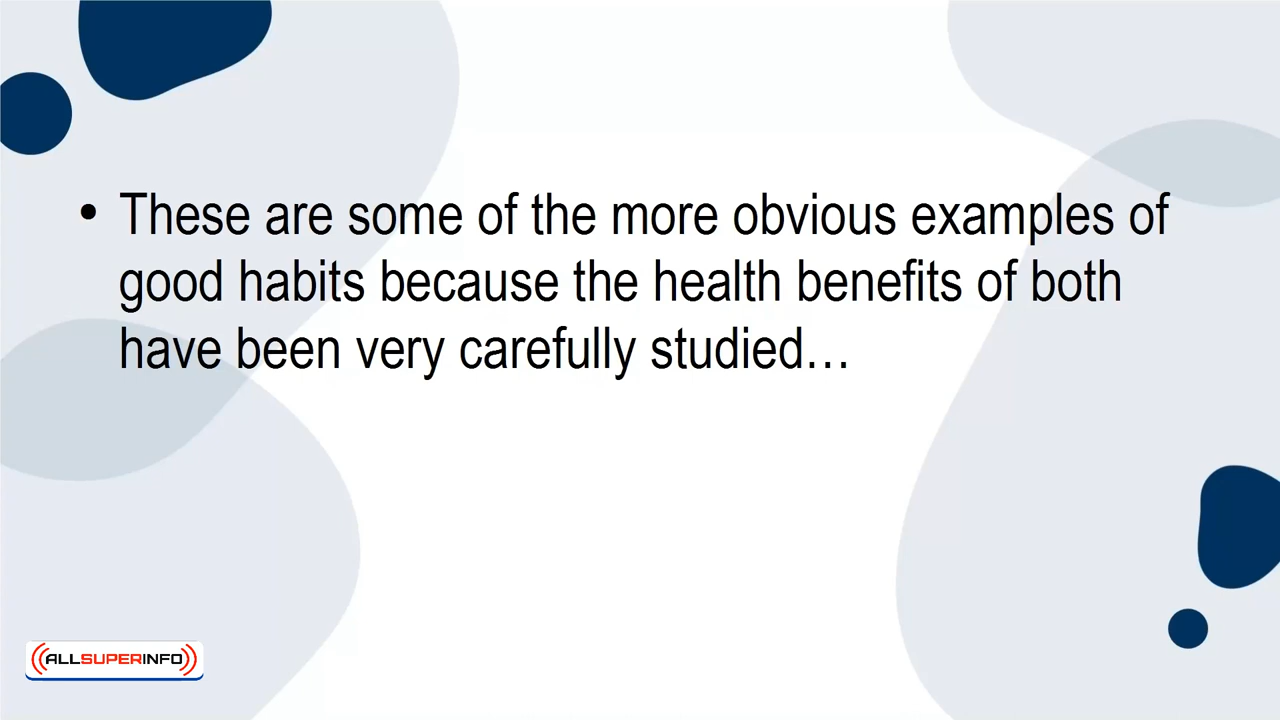 • These are some of the more obvious examples of
good habits because the health benefits of both
have been very carefully studied…
ALLSUPERINFO